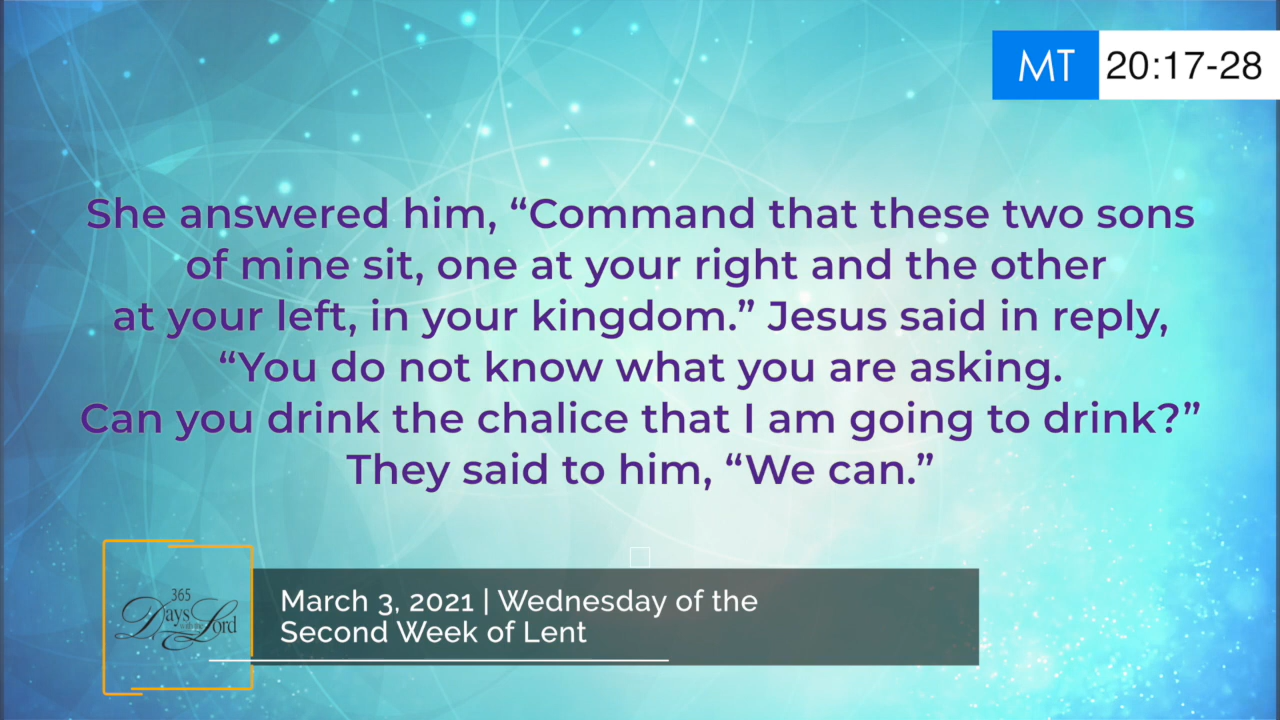 MT 20:17-28
She answered him, “Command that these two sons
of mine sit, one at your right and the other
at your left, in your kingdom.” Jesus said in reply,
“You do not know what you are asking.
Can you drink the chalice that I am going to drink?”
They said to him, “We can.”
365
Days with the Lord
March 3, 2021 | Wednesday of the
Second Week of Lent